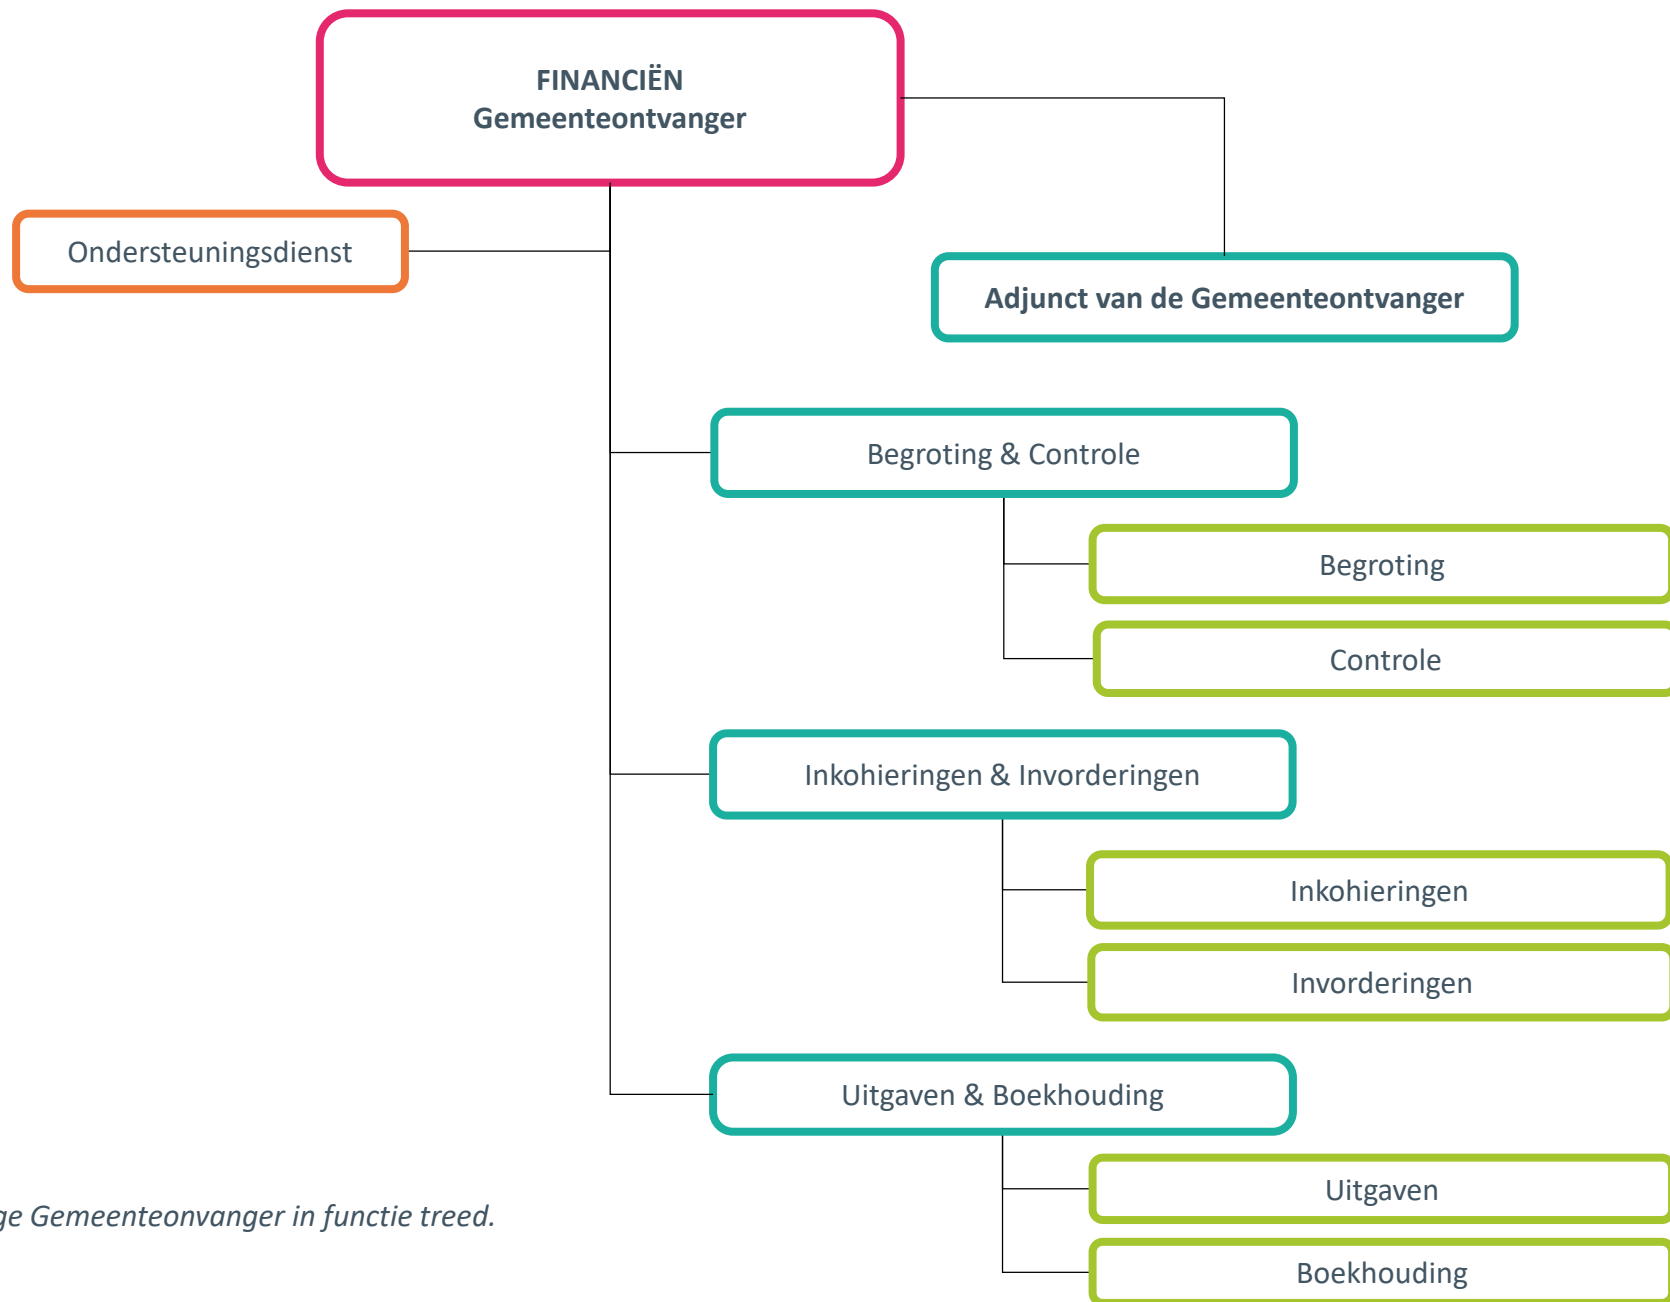 FINANCIËN
Gemeenteontvanger
Ondersteuningsdienst
Adjunct van de Gemeenteontvanger
Begroting & Controle
Begroting
Controle
Inkohieringen & Invorderingen
Inkohieringen
Invorderingen
Uitgaven & Boekhouding
Uitgaven
Boekhouding
Gemeenteonvanger in functie treed.